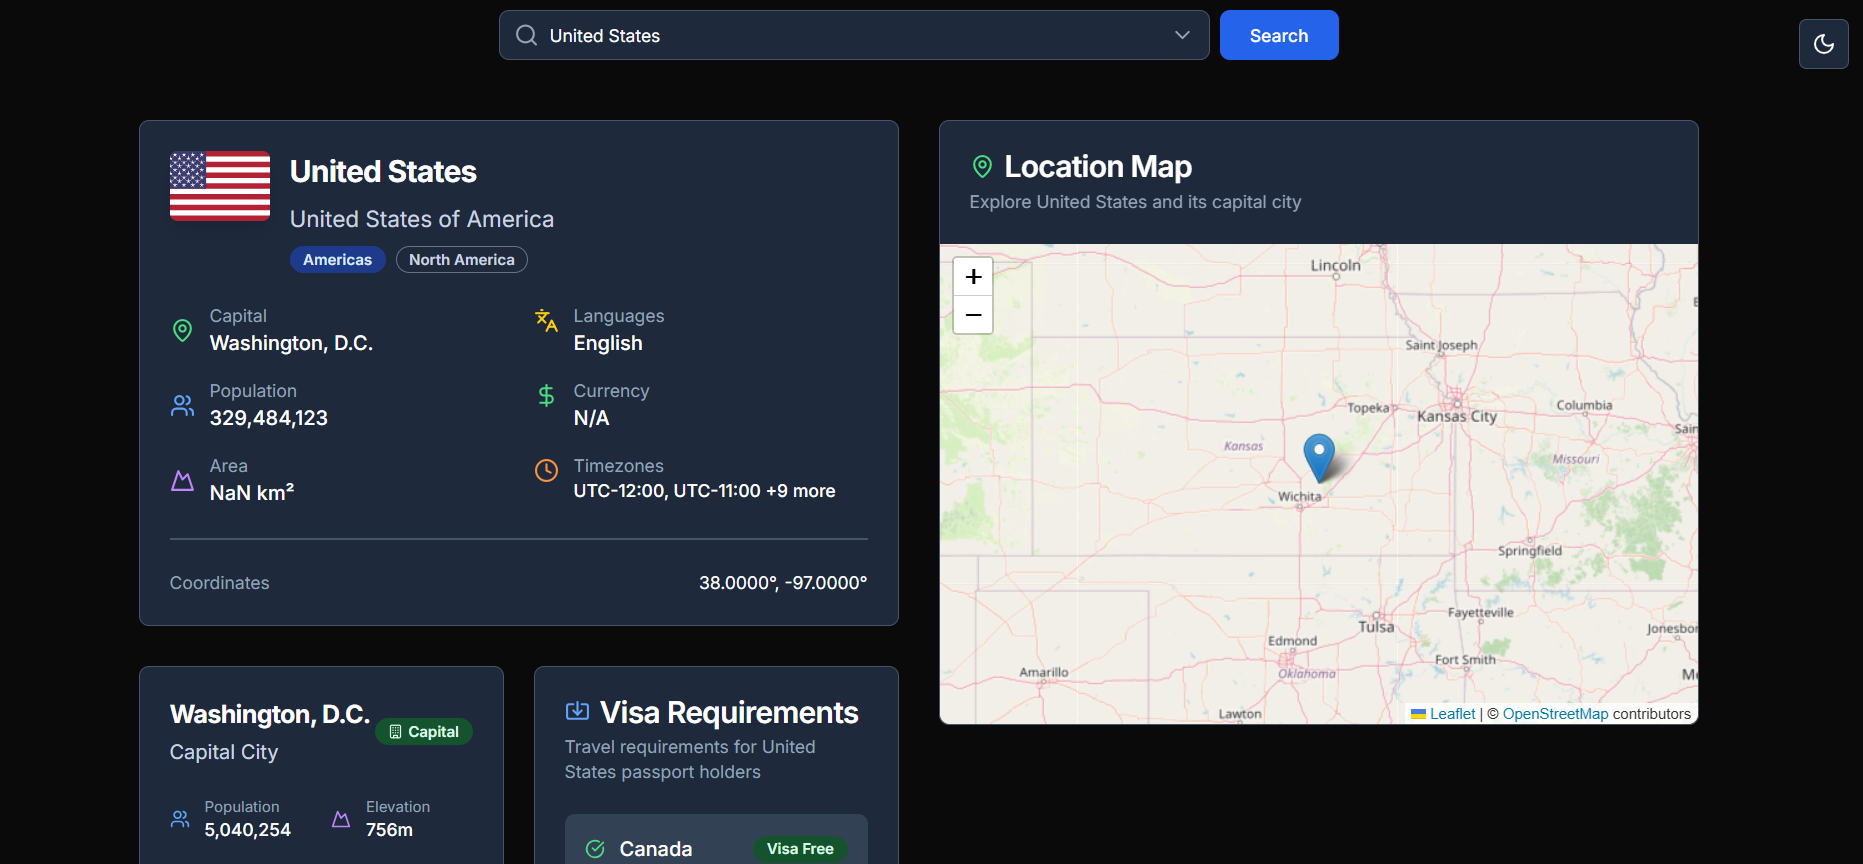 United States
Search
United States
United States of America
Americas
North America
Capital
Washington, D.C.
Languages
English
Population
329,484,123
Currency
N/A
Area
NaN km²
Timezones
UTC-12:00, UTC-11:00 +9 more
Coordinates
38.0000°, -97.0000°
Location Map
Explore United States and its capital city
+
−
Lincoln
Saint Joseph
Topeka
Kansas City
Columbia
Kansas
Missouri
Wichita
Springfield
Fayetteville
Tulsa
Jonesbor
Edmond
Fort Smith
Amarillo
Oklahoma
Lawton
Leaflet | © OpenStreetMap contributors
Washington, D.C.
Capital
Capital City
Population
5,040,254
Elevation
756m
Visa Requirements
Travel requirements for United
States passport holders
Canada
Visa Free